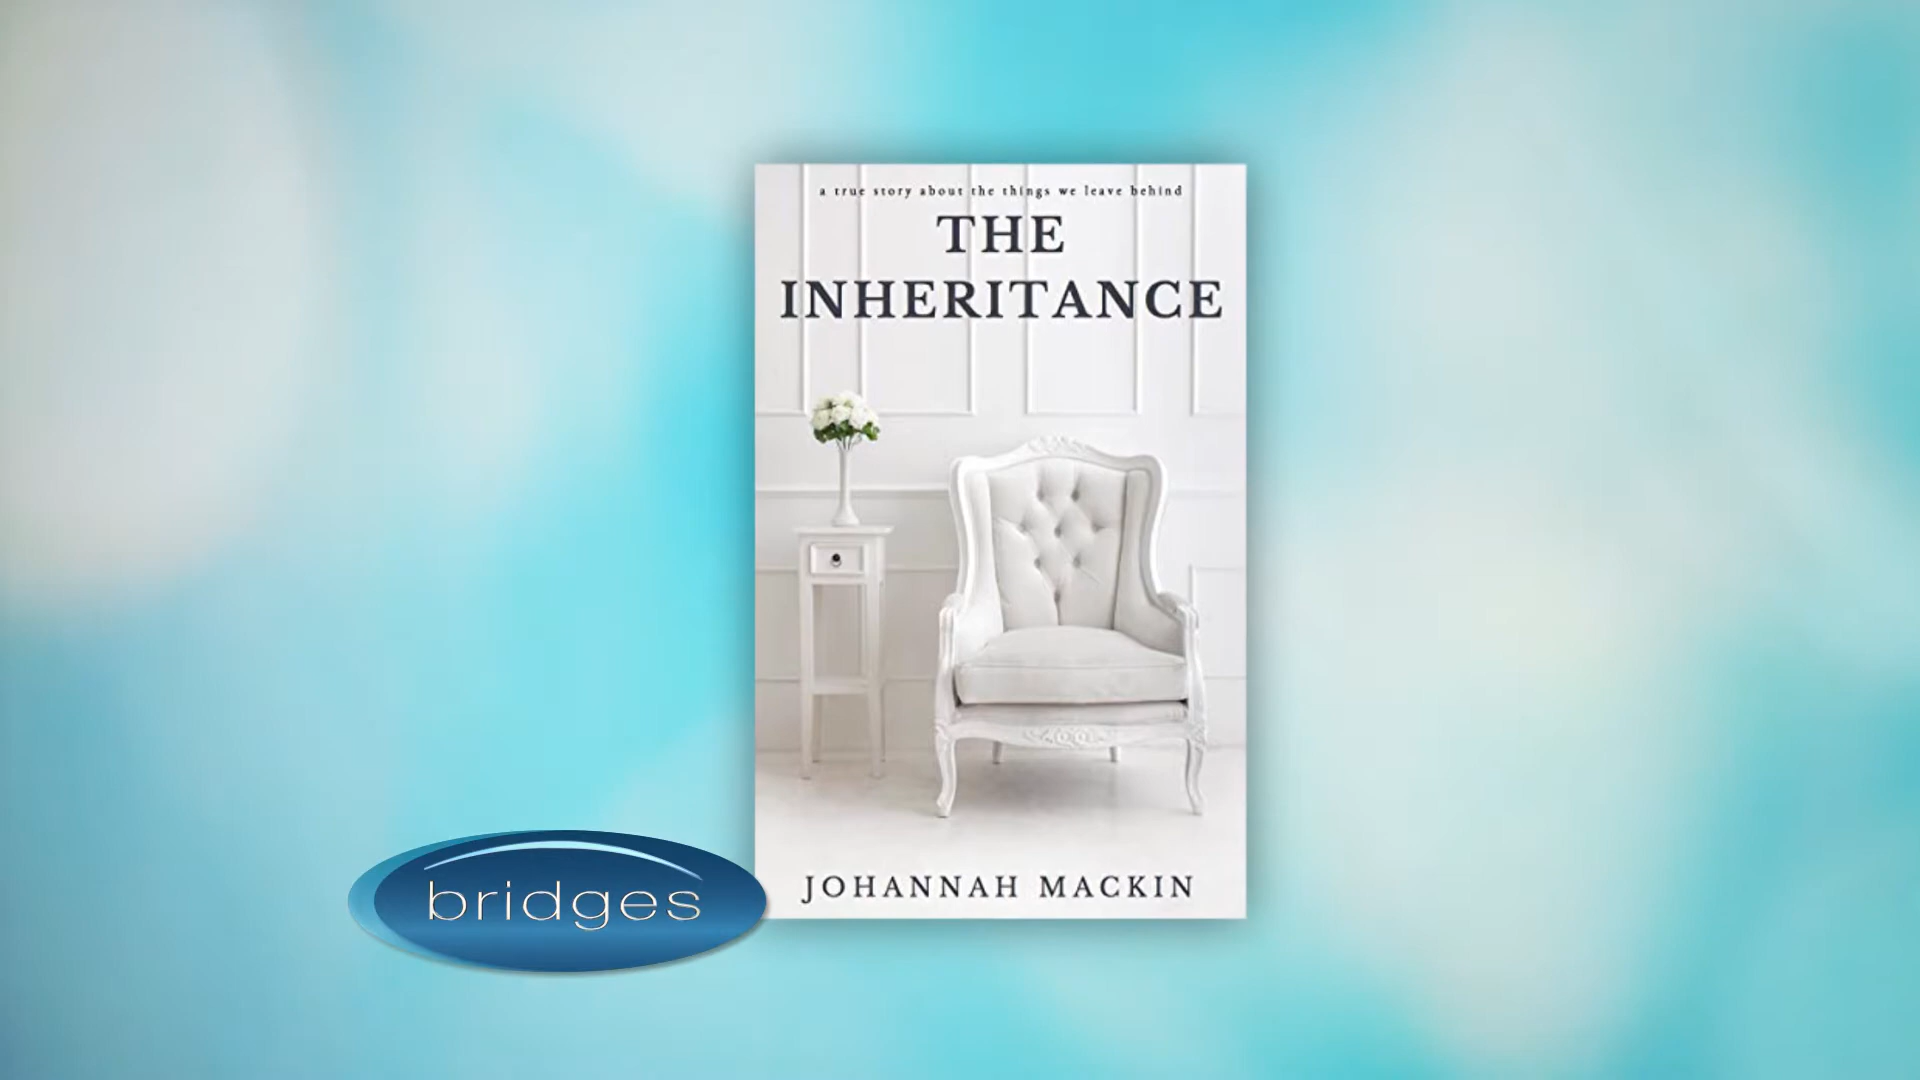 a true story about the things we leave behind
THE
INHERITANCE
JOHANNAH MACKIN
bridges